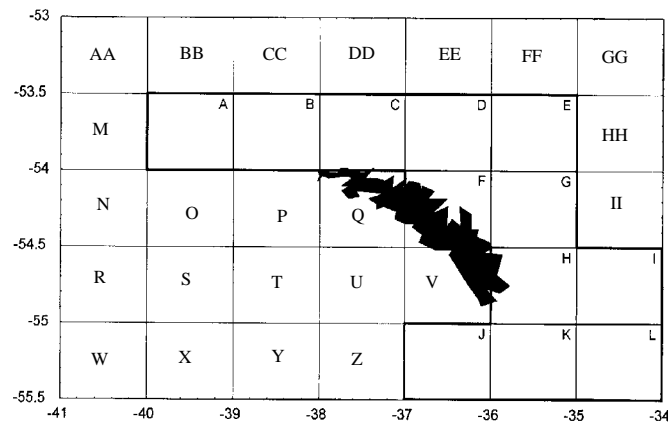 -53
AA BB CC DD EE FF GG
-53.5
A B C D E
M HH
-54
F G
N O P Q II
-54.5
H I
R S T U V
-55
J K L
W X Y Z
-55.5
-41 -40 -39 -38 -37 -36 -35 -34